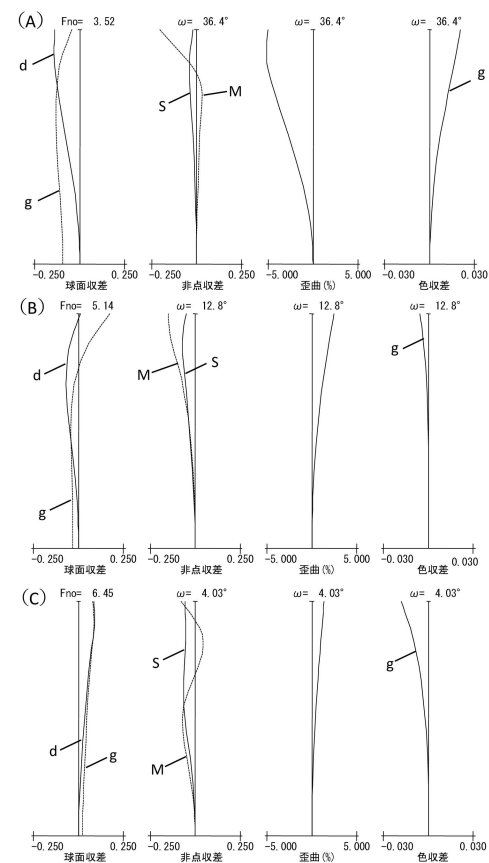 (A) Fno= 3.52 ω= 36.4° ω= 36.4° ω= 36.4°
d S M g
g
-0.250 0.250 -0.250 0.250 -5.000 5.000 -0.030 0.030
球面収差 非点収差 歪曲(%) 色収差
(B) Fno= 5.14 ω= 12.8° ω= 12.8° ω= 12.8°
d M S g
g
-0.250 0.250 -0.250 0.250 -5.000 5.000 -0.030 0.030
球面収差 非点収差 歪曲(%) 色収差
(C) Fno= 6.45 ω= 4.03° ω= 4.03° ω= 4.03°
S g
d g M
-0.250 0.250 -0.250 0.250 -5.000 5.000 -0.030 0.030
球面収差 非点収差 歪曲(%) 色収差